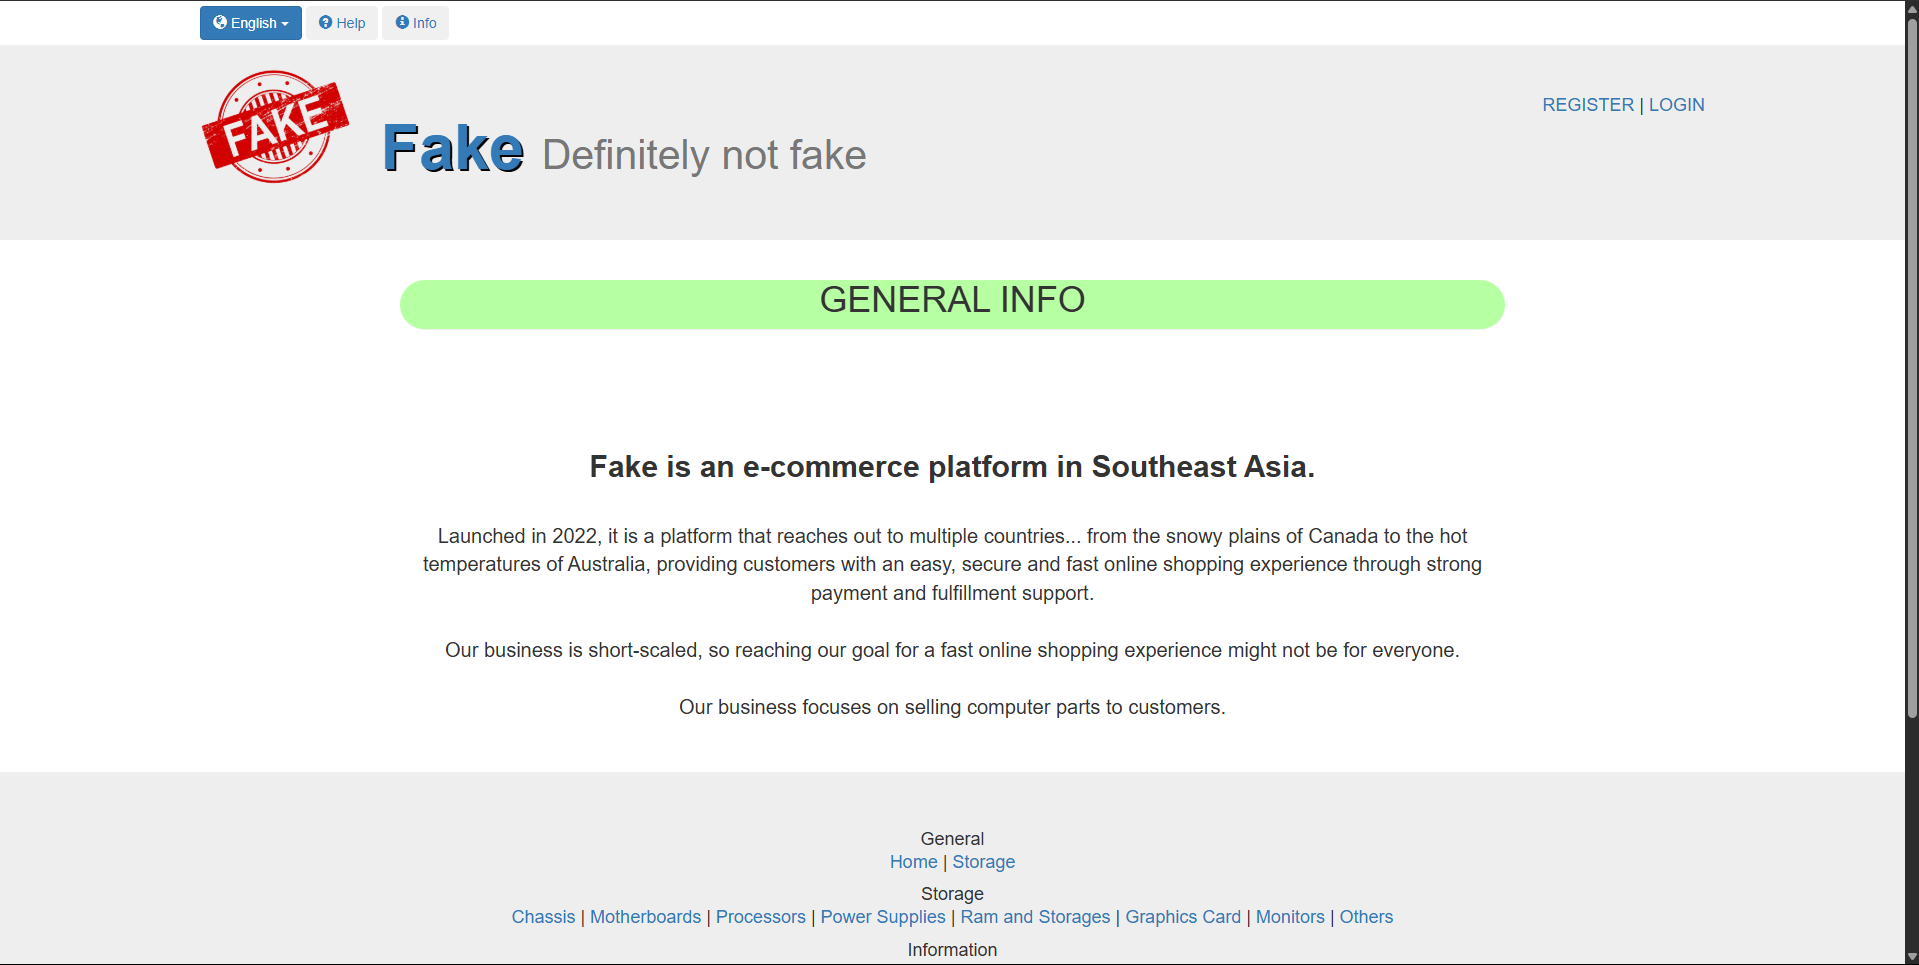 English Help Info
FAKE
Fake Definitely not fake
REGISTER | LOGIN
GENERAL INFO
Fake is an e-commerce platform in Southeast Asia.
Launched in 2022, it is a platform that reaches out to multiple countries... from the snowy plains of Canada to the hot
temperatures of Australia, providing customers with an easy, secure and fast online shopping experience through strong
payment and fulfillment support.
Our business is short-scaled, so reaching our goal for a fast online shopping experience might not be for everyone.
Our business focuses on selling computer parts to customers.
General
Home | Storage
Storage
Chassis | Motherboards | Processors | Power Supplies | Ram and Storages | Graphics Card | Monitors | Others
Information